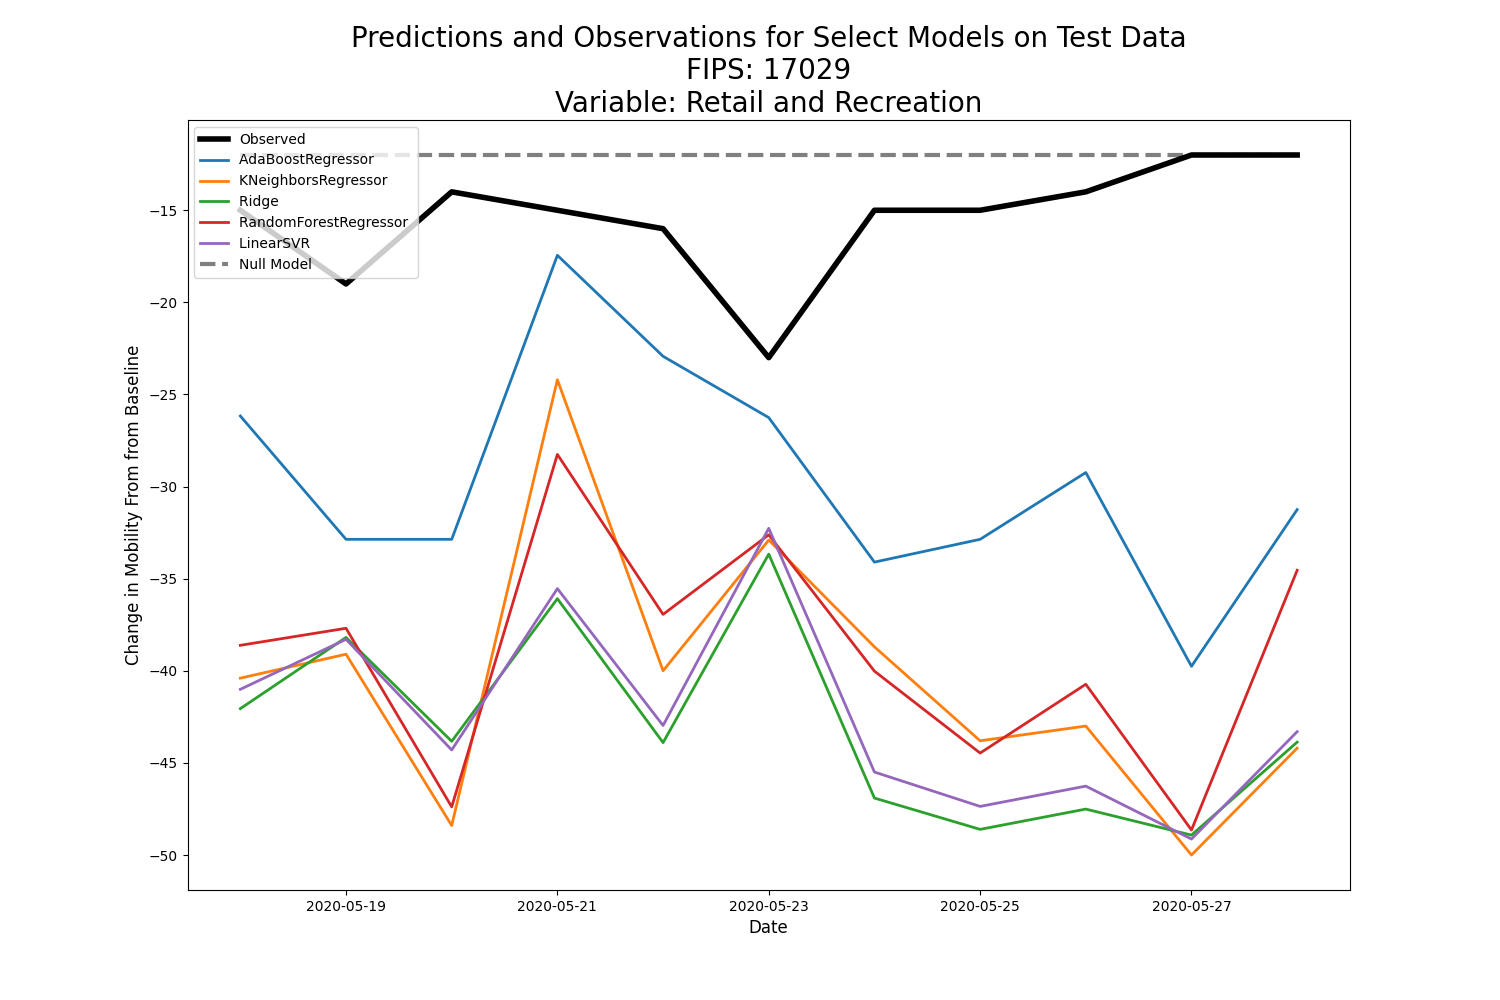 Predictions and Observations for Select Models on Test Data
FIPS: 17029
Variable: Retail and Recreation
Observed
AdaBoostRegressor
KNeighborsRegressor
Ridge
RandomForestRegressor
LinearSVR
Null Model
−15
−20
−25
−30
−35
−40
−45
−50
Change in Mobility From from Baseline
2020-05-19
2020-05-21
2020-05-23
2020-05-25
2020-05-27
Date